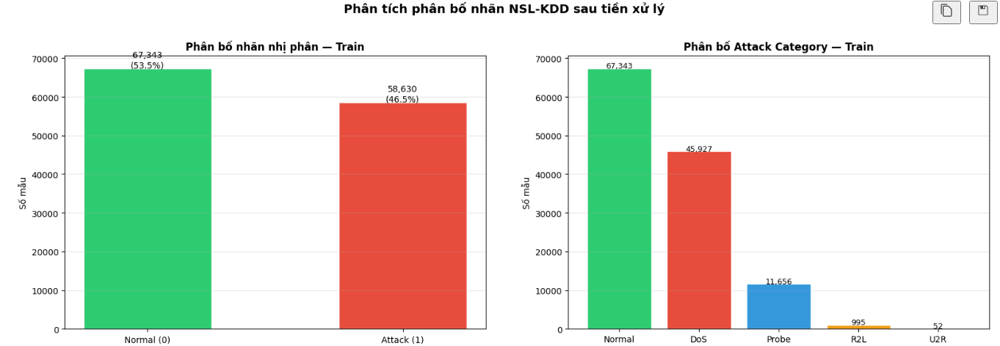 Phân tích phân bố nhãn NSL-KDD sau tiền xử lý
Phân bố nhãn nhị phân — Train
Số mẫu
70000
60000
50000
40000
30000
20000
10000
0
67,343
(53.5%)
58,630
(46.5%)
Normal (0)
Attack (1)
Phân bố Attack Category — Train
Số mẫu
70000
60000
50000
40000
30000
20000
10000
0
67,343
45,927
11,656
995
52
Normal
DoS
Probe
R2L
U2R